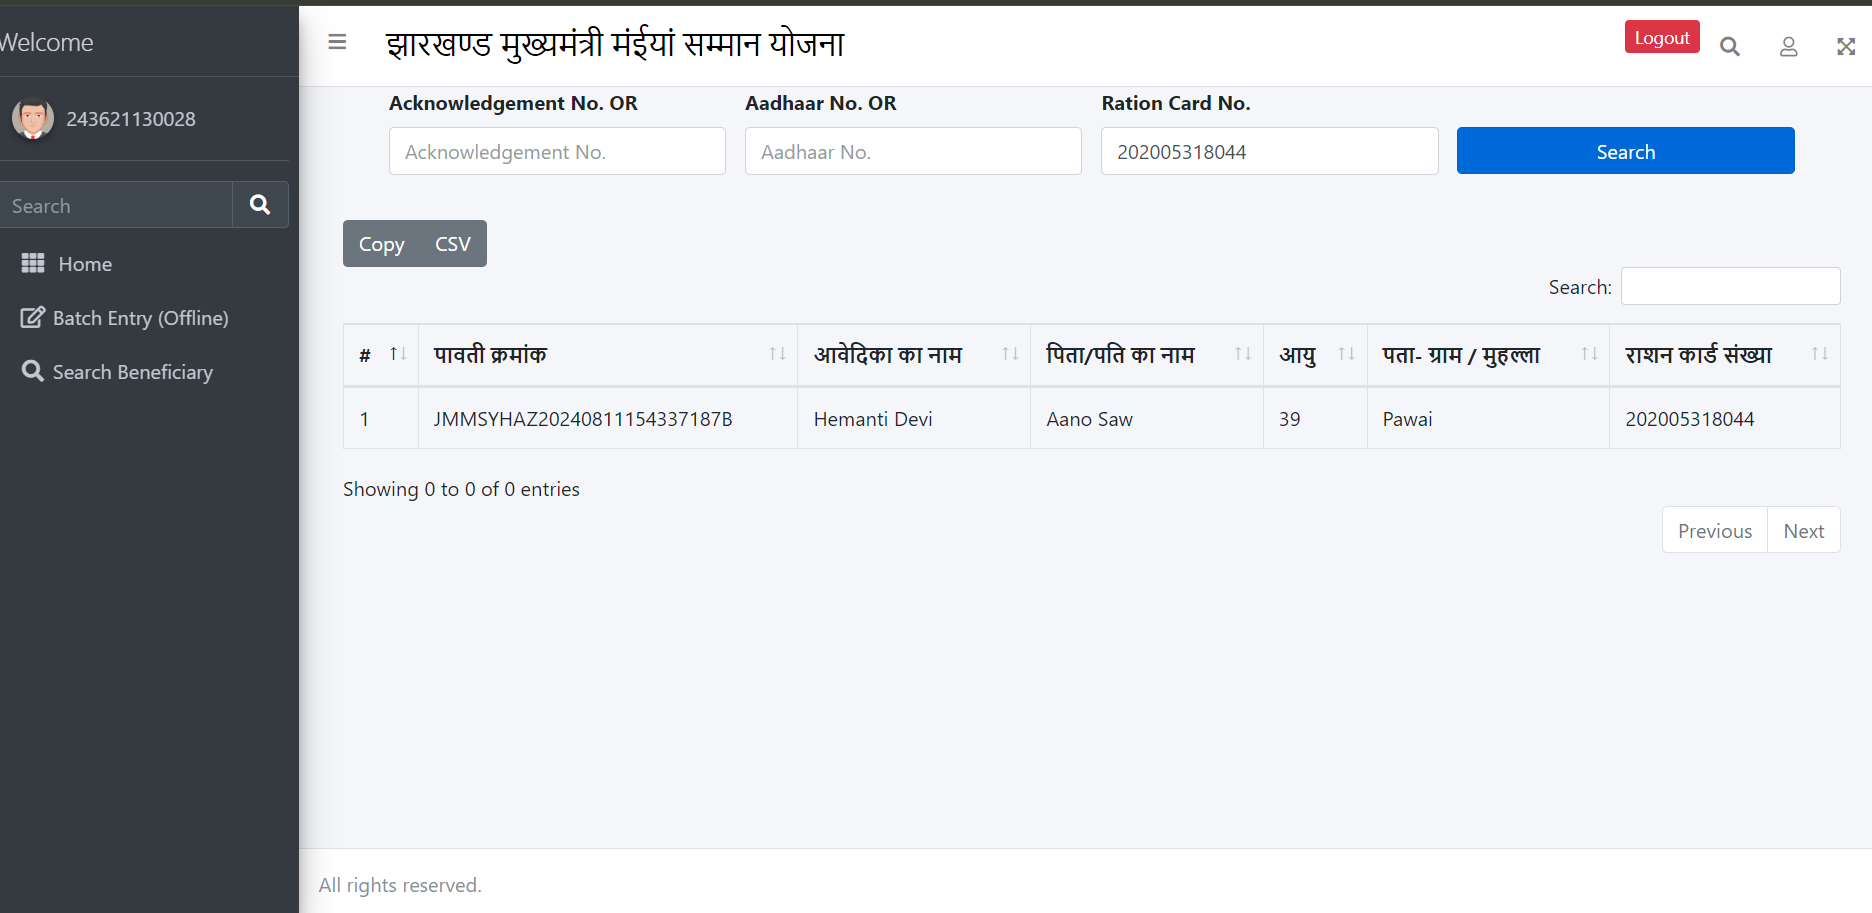 Welcome
झारखण्ड मुख्यमंत्री मंईयां सम्मान योजना
Logout
243621130028
Search
Home
Batch Entry (Offline)
Search Beneficiary
Acknowledgement No. OR Aadhaar No. OR Ration Card No.
Acknowledgement No. Aadhaar No. 202005318044 Search
Copy CSV
Search:
# पावती क्रमांक आवेदिका का नाम पिता/पति का नाम आयु पता- ग्राम / मुहल्ला राशन कार्ड संख्या
1 JMMSYHAZ20240811154337187B Hemanti Devi Aano Saw 39 Pawai 202005318044
Showing 0 to 0 of 0 entries
Previous Next
All rights reserved.